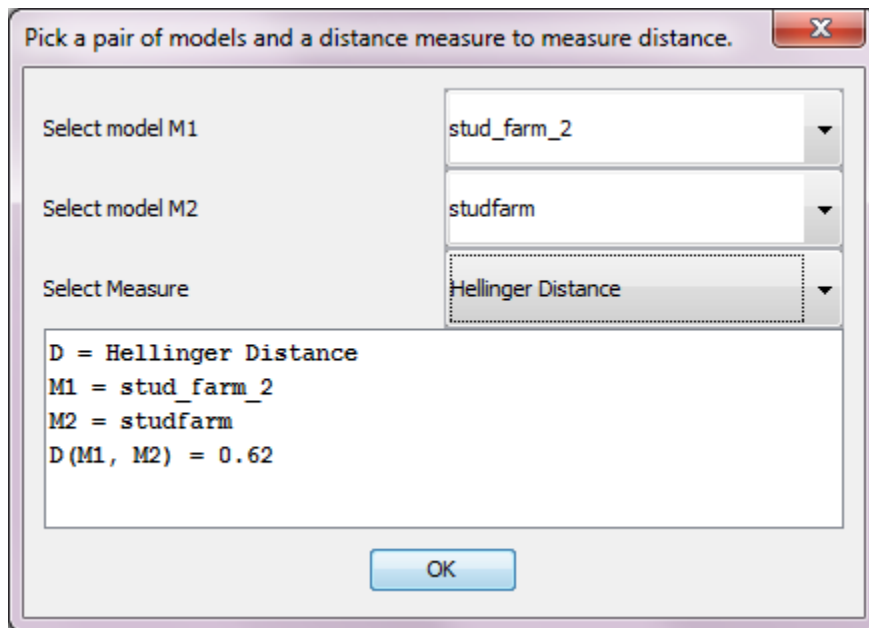 Pick a pair of models and a distance measure to measure distance.
Select model M1
stud_farm_2
Select model M2
studfarm
Select Measure
Hellinger Distance
D = Hellinger Distance
M1 = stud_farm_2
M2 = studfarm
D(M1, M2) = 0.62
OK